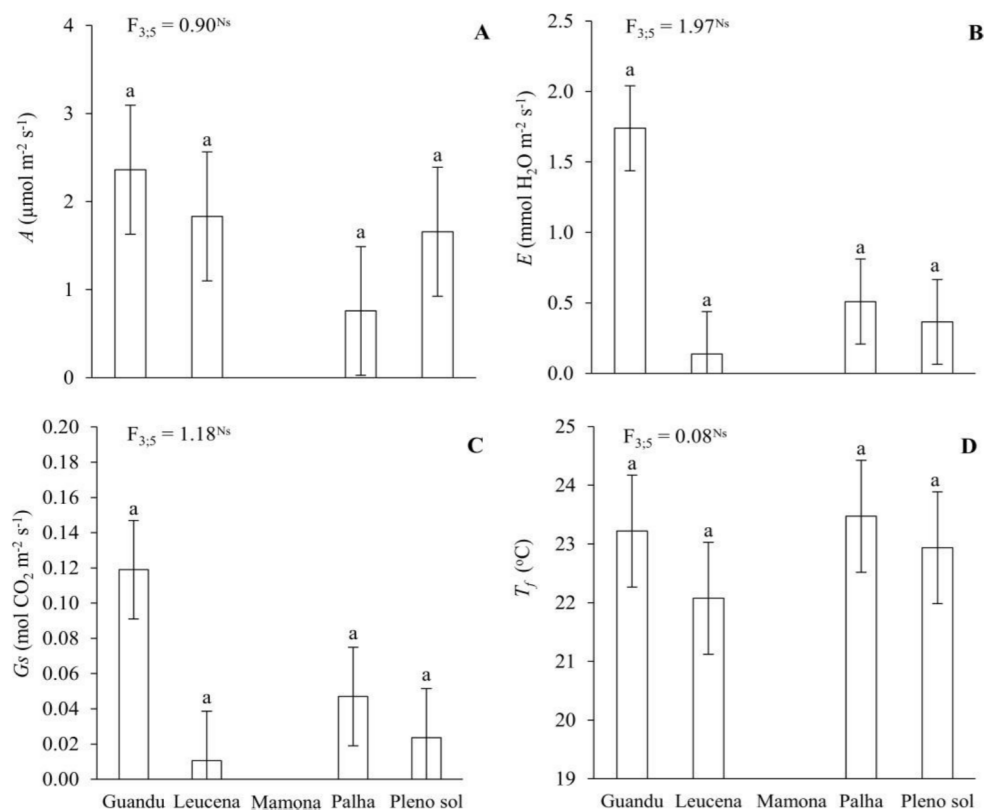 F3;5 = 0.90Ns
A
4
3
2
1
0
A (µmol m-2 s-1)
a
a
a
a
F3;5 = 1.97Ns
B
2.5
2.0
1.5
1.0
0.5
0.0
E (mmol H2O m-2 s-1)
a
a
a
a
F3;5 = 1.18Ns
C
0.20
0.18
0.16
0.14
0.12
0.10
0.08
0.06
0.04
0.02
0.00
Gs (mol CO2 m-2 s-1)
a
a
a
a
Guandu Leucena Mamona Palha Pleno sol
F3;5 = 0.08Ns
D
25
24
23
22
21
20
19
Tf (ºC)
a
a
a
a
Guandu Leucena Mamona Palha Pleno sol